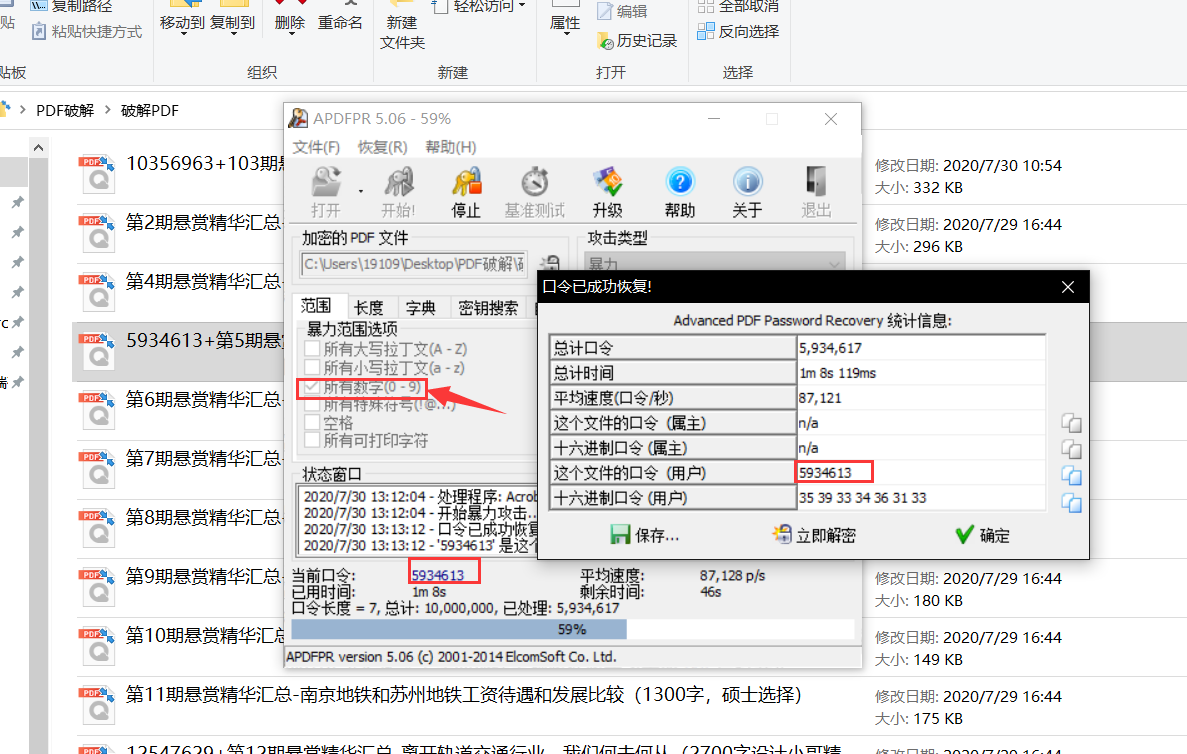 复制路径
粘贴快捷方式
移动到
复制到
删除
重命名
新建
文件夹
轻松访问
属性
编辑
历史记录
全部取消
反向选择
贴板
组织
新建
打开
选择
PDF破解
破解PDF
APDFPR 5.06 - 59%
文件(F)
恢复(R)
帮助(H)
打开
开始!
停止
基准测试
升级
帮助
关于
退出
加密的 PDF 文件
攻击类型
C:\Users\19109\Desktop\PDF破解\
暴力
范围
长度
字典
密钥搜索
暴力范围选项
所有大写拉丁文(A - Z)
所有小写拉丁文(a - z)
所有数字(0 - 9)
所有特殊符号(!@...)
空格
所有可打印字符
状态窗口
2020/7/30 13:12:04 - 处理程序: Acrob
2020/7/30 13:12:04 - 开始暴力攻击...
2020/7/30 13:13:12 - 口令已成功恢复
2020/7/30 13:13:12 - '5934613' 是这个
当前口令:
5934613
平均速度:
87,128 p/s
已用时间:
1m 8s
剩余时间:
46s
口令长度 = 7, 总计: 10,000,000, 已处理: 5,934,617
59%
APDFPR version 5.06 (c) 2001-2014 ElcomSoft Co. Ltd.
口令已成功恢复!
Advanced PDF Password Recovery 统计信息:
总计口令
5,934,617
总计时间
1m 8s 119ms
平均速度(口令/秒)
87,121
这个文件的口令 (属主)
n/a
十六进制口令 (属主)
n/a
这个文件的口令 (用户)
5934613
十六进制口令 (用户)
35 39 33 34 36 31 33
保存...
立即解密
确定
10356963+103期悬
修改日期: 2020/7/30 10:54
大小: 332 KB
第2期悬赏精华汇总-
修改日期: 2020/7/29 16:44
大小: 296 KB
第4期悬赏精华汇总-
5934613+第5期悬
第6期悬赏精华汇总-
第7期悬赏精华汇总-
第8期悬赏精华汇总-
第9期悬赏精华汇总-
修改日期: 2020/7/29 16:44
大小: 180 KB
第10期悬赏精华汇总
修改日期: 2020/7/29 16:44
大小: 149 KB
第11期悬赏精华汇总-南京地铁和苏州地铁工资待遇和发展比较（1300字，硕士选择）
修改日期: 2020/7/29 16:44
大小: 175 KB
12547629+第12期悬赏精华汇总-离开轨道交通行业，我们何去何从（2700字设计小哥精
修改日期: 2020/7/29 16:44